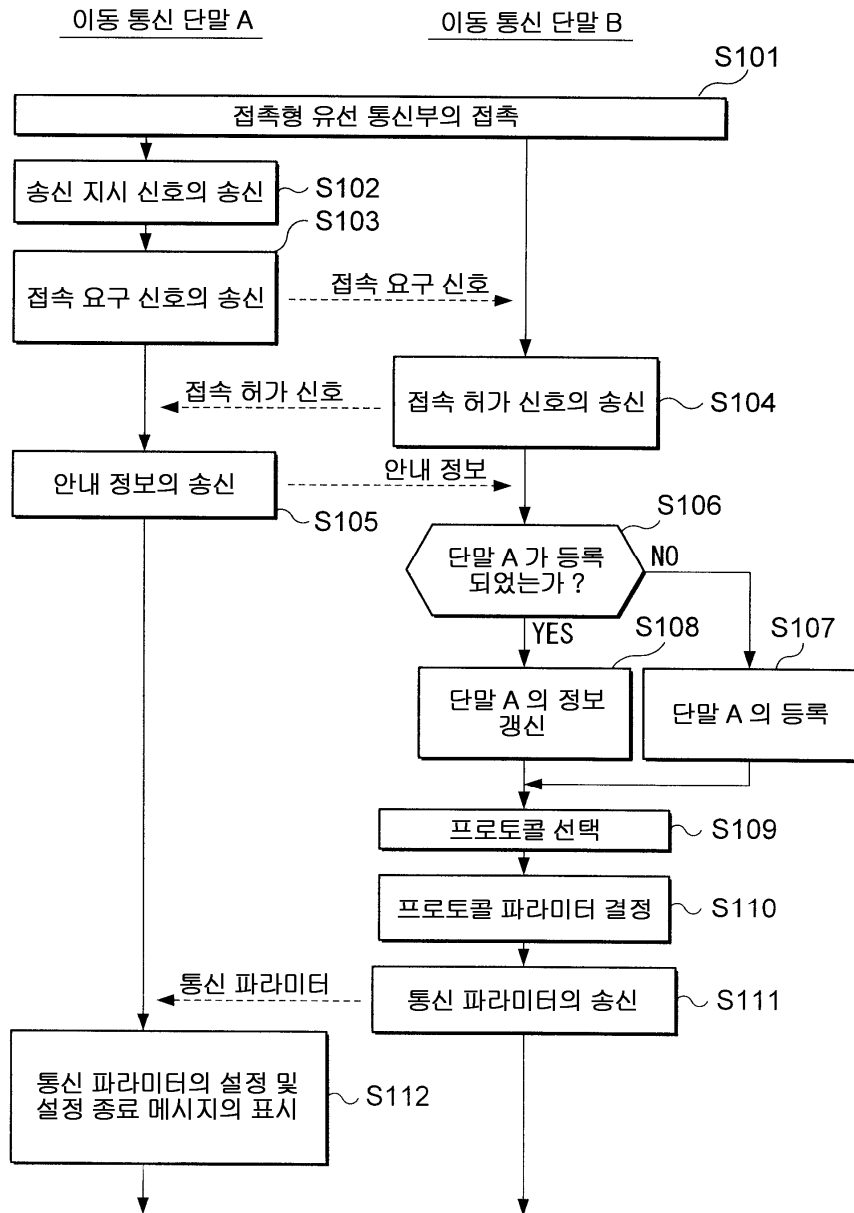 이동 통신 단말 A
이동 통신 단말 B
S101
접촉형 유선 통신부의 접촉
송신 지시 신호의 송신
S102
S103
접속 요구 신호의 송신
접속 요구 신호
접속 허가 신호
접속 허가 신호의 송신
S104
안내 정보의 송신
안내 정보
S105
S106
단말 A 가 등록
되었는가 ?
NO
YES
S108
S107
단말 A 의 정보
갱신
단말 A 의 등록
프로토콜 선택
S109
프로토콜 파라미터 결정
S110
통신 파라미터
통신 파라미터의 송신
S111
통신 파라미터의 설정 및
설정 종료 메시지의 표시
S112